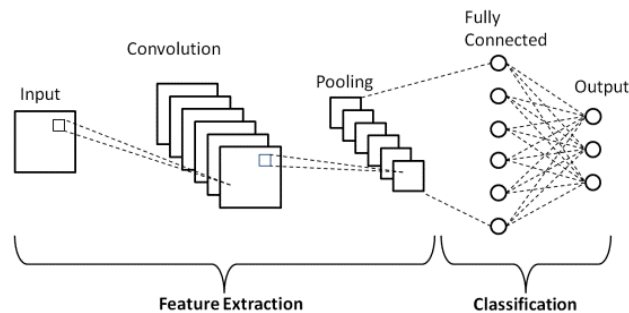 Fully
Connected
Convolution
Pooling
Output
Input
Feature Extraction
Classification